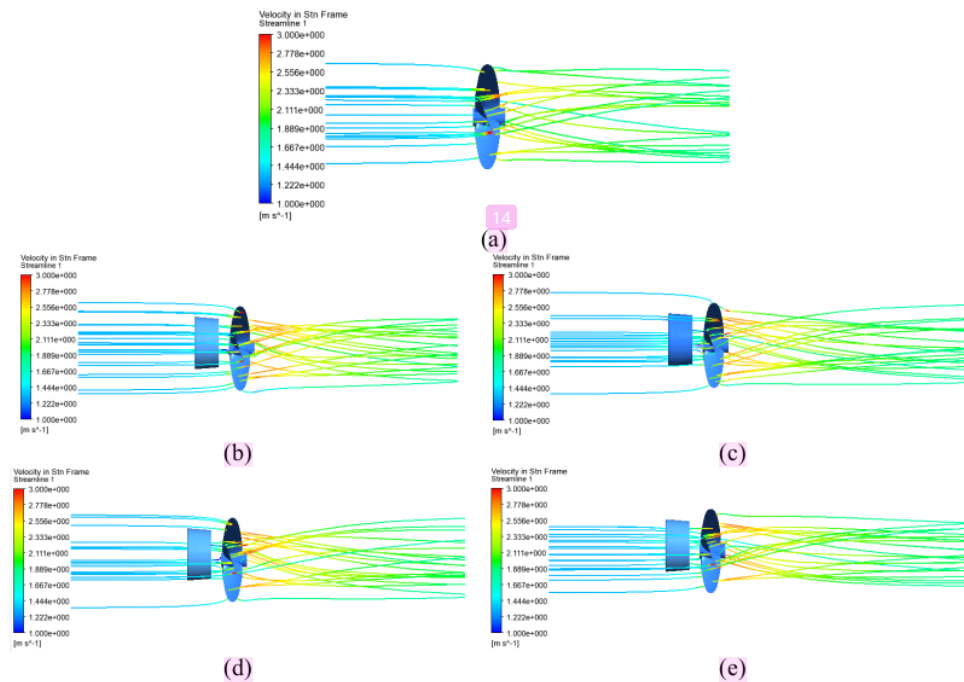 Velocity in Stn Frame
Streamline 1
3.000e+000
2.778e+000
2.556e+000
2.333e+000
2.111e+000
1.889e+000
1.667e+000
1.444e+000
1.222e+000
1.000e+000
[m s^-1]
14
(a)
Velocity in Stn Frame
Streamline 1
3.000e+000
2.778e+000
2.556e+000
2.333e+000
2.111e+000
1.889e+000
1.667e+000
1.444e+000
1.222e+000
1.000e+000
[m s^-1]
(b)
Velocity in Stn Frame
Streamline 1
3.000e+000
2.778e+000
2.556e+000
2.333e+000
2.111e+000
1.889e+000
1.667e+000
1.444e+000
1.222e+000
1.000e+000
[m s^-1]
(c)
Velocity in Stn Frame
Streamline 1
3.000e+000
2.778e+000
2.556e+000
2.333e+000
2.111e+000
1.889e+000
1.667e+000
1.444e+000
1.222e+000
1.000e+000
[m s^-1]
(d)
Velocity in Stn Frame
Streamline 1
3.000e+000
2.778e+000
2.556e+000
2.333e+000
2.111e+000
1.889e+000
1.667e+000
1.444e+000
1.222e+000
1.000e+000
[m s^-1]
(e)